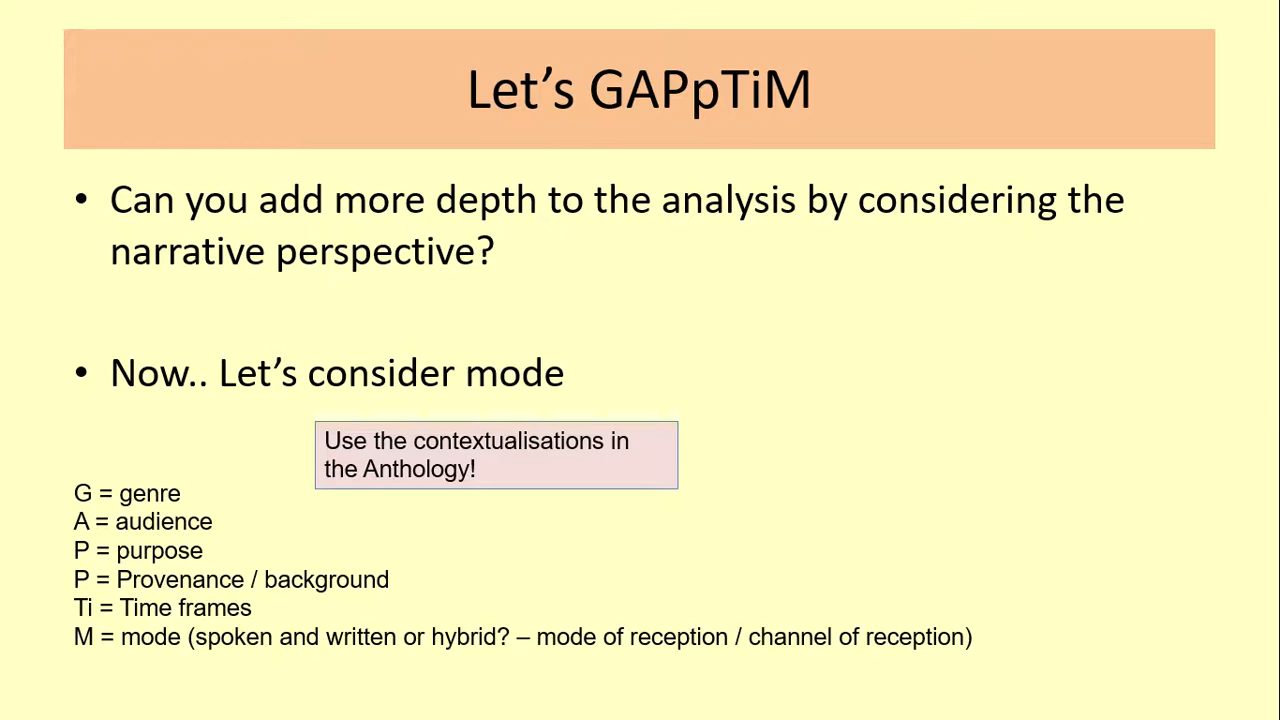 Let’s GAPpTiM
• Can you add more depth to the analysis by considering the
narrative perspective?
• Now.. Let’s consider mode
Use the contextualisations in
the Anthology!
G = genre
A = audience
P = purpose
P = Provenance / background
Ti = Time frames
M = mode (spoken and written or hybrid? – mode of reception / channel of reception)